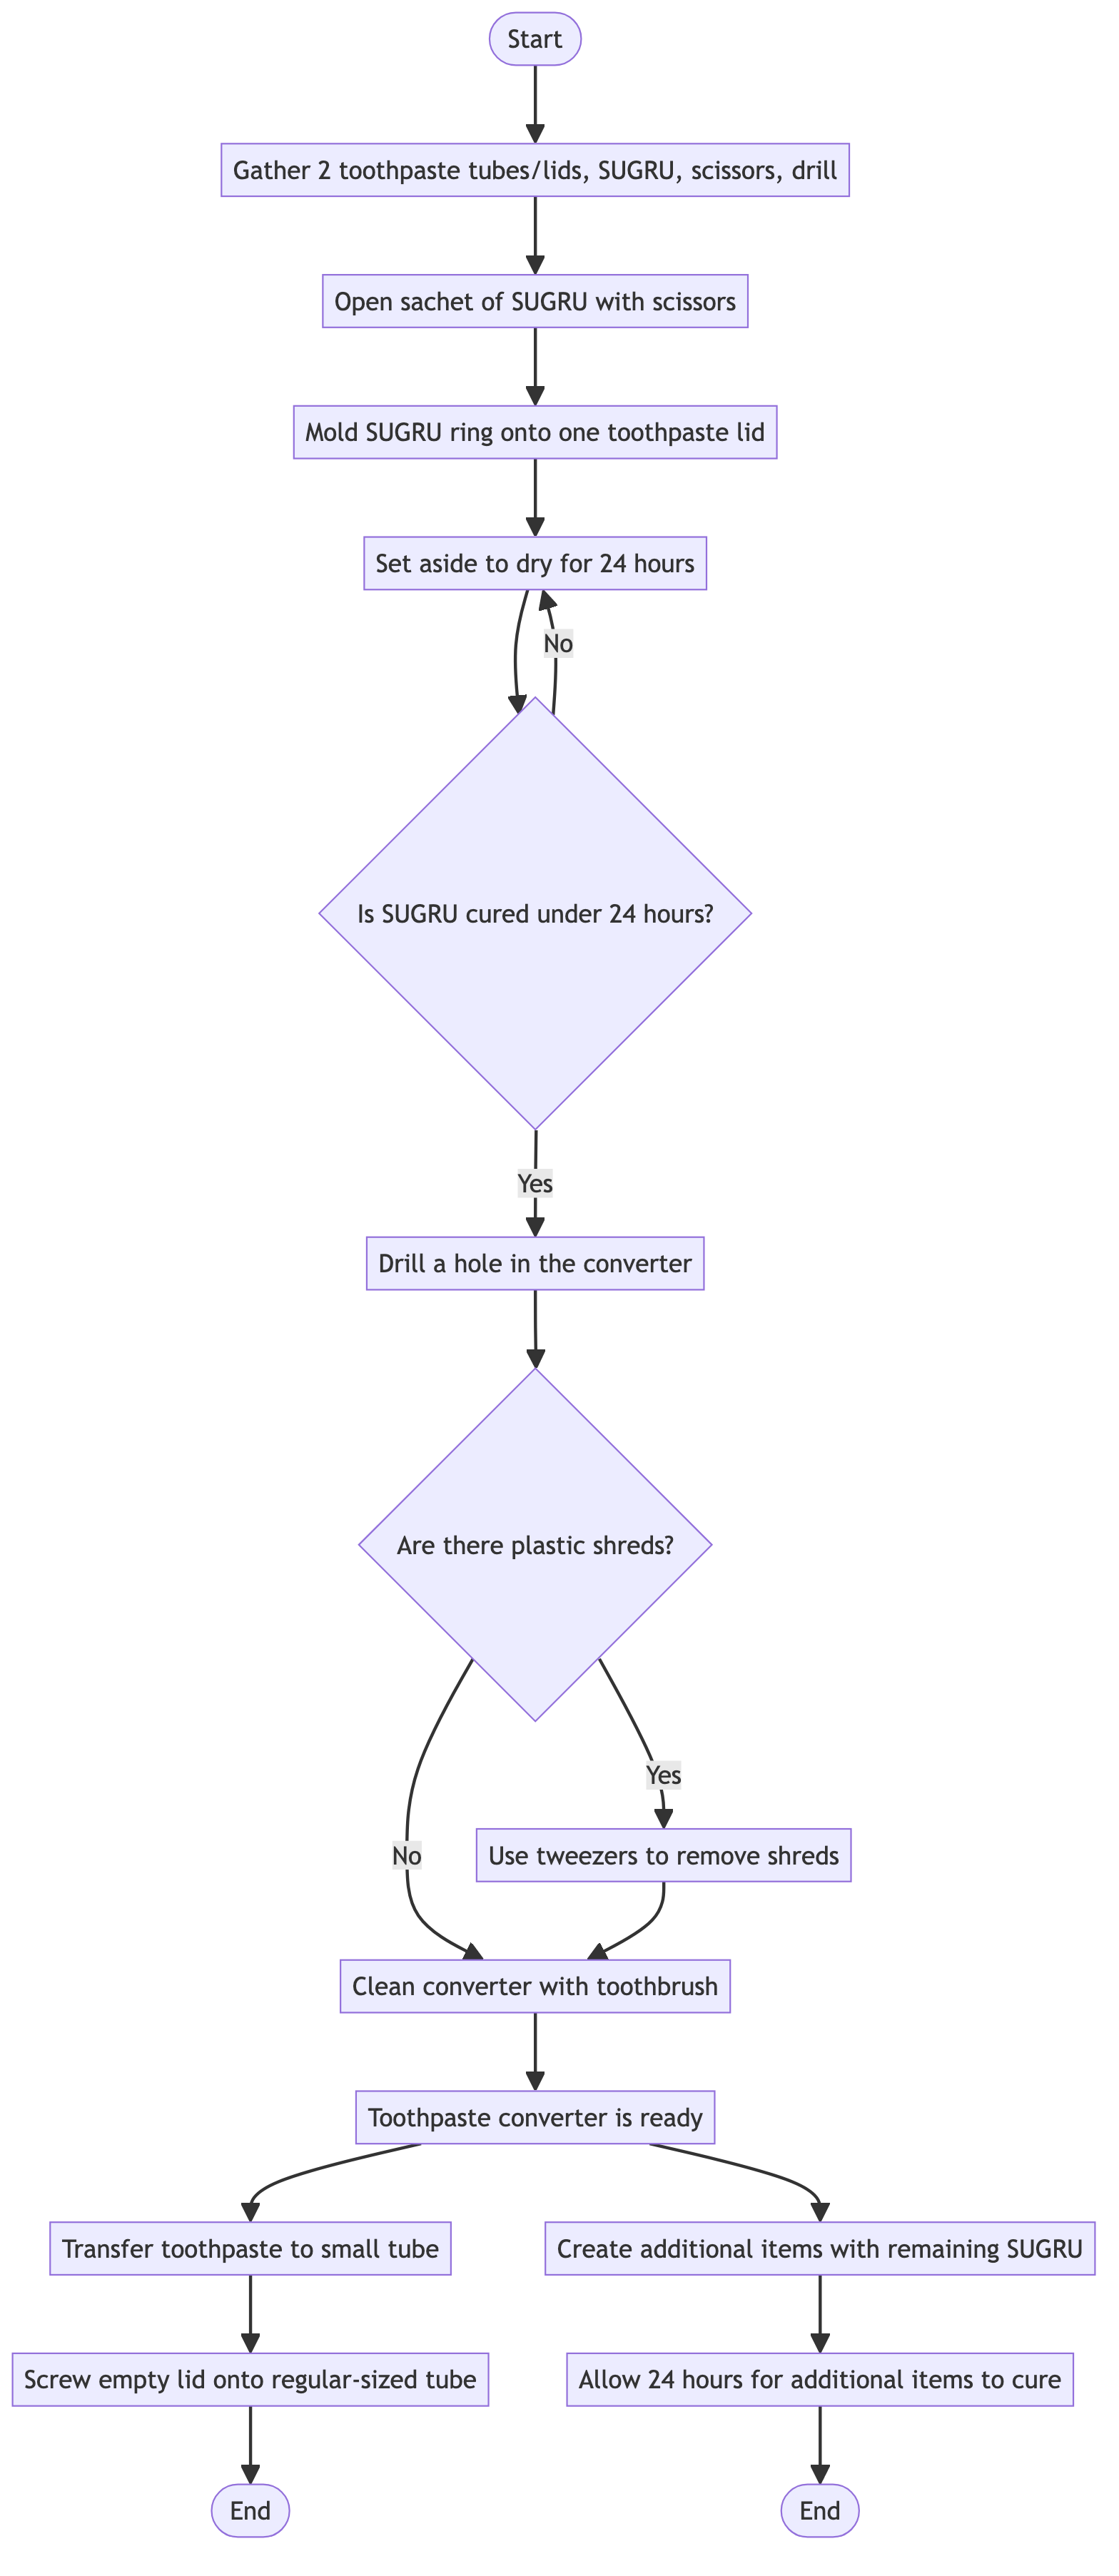 Start
Gather 2 toothpaste tubes/lids, SUGRU, scissors, drill
Open sachet of SUGRU with scissors
Mold SUGRU ring onto one toothpaste lid
Set aside to dry for 24 hours
No
Is SUGRU cured under 24 hours?
Yes
Drill a hole in the converter
Are there plastic shreds?
Yes
No
Use tweezers to remove shreds
Clean converter with toothbrush
Toothpaste converter is ready
Transfer toothpaste to small tube
Create additional items with remaining SUGRU
Screw empty lid onto regular-sized tube
Allow 24 hours for additional items to cure
End
End